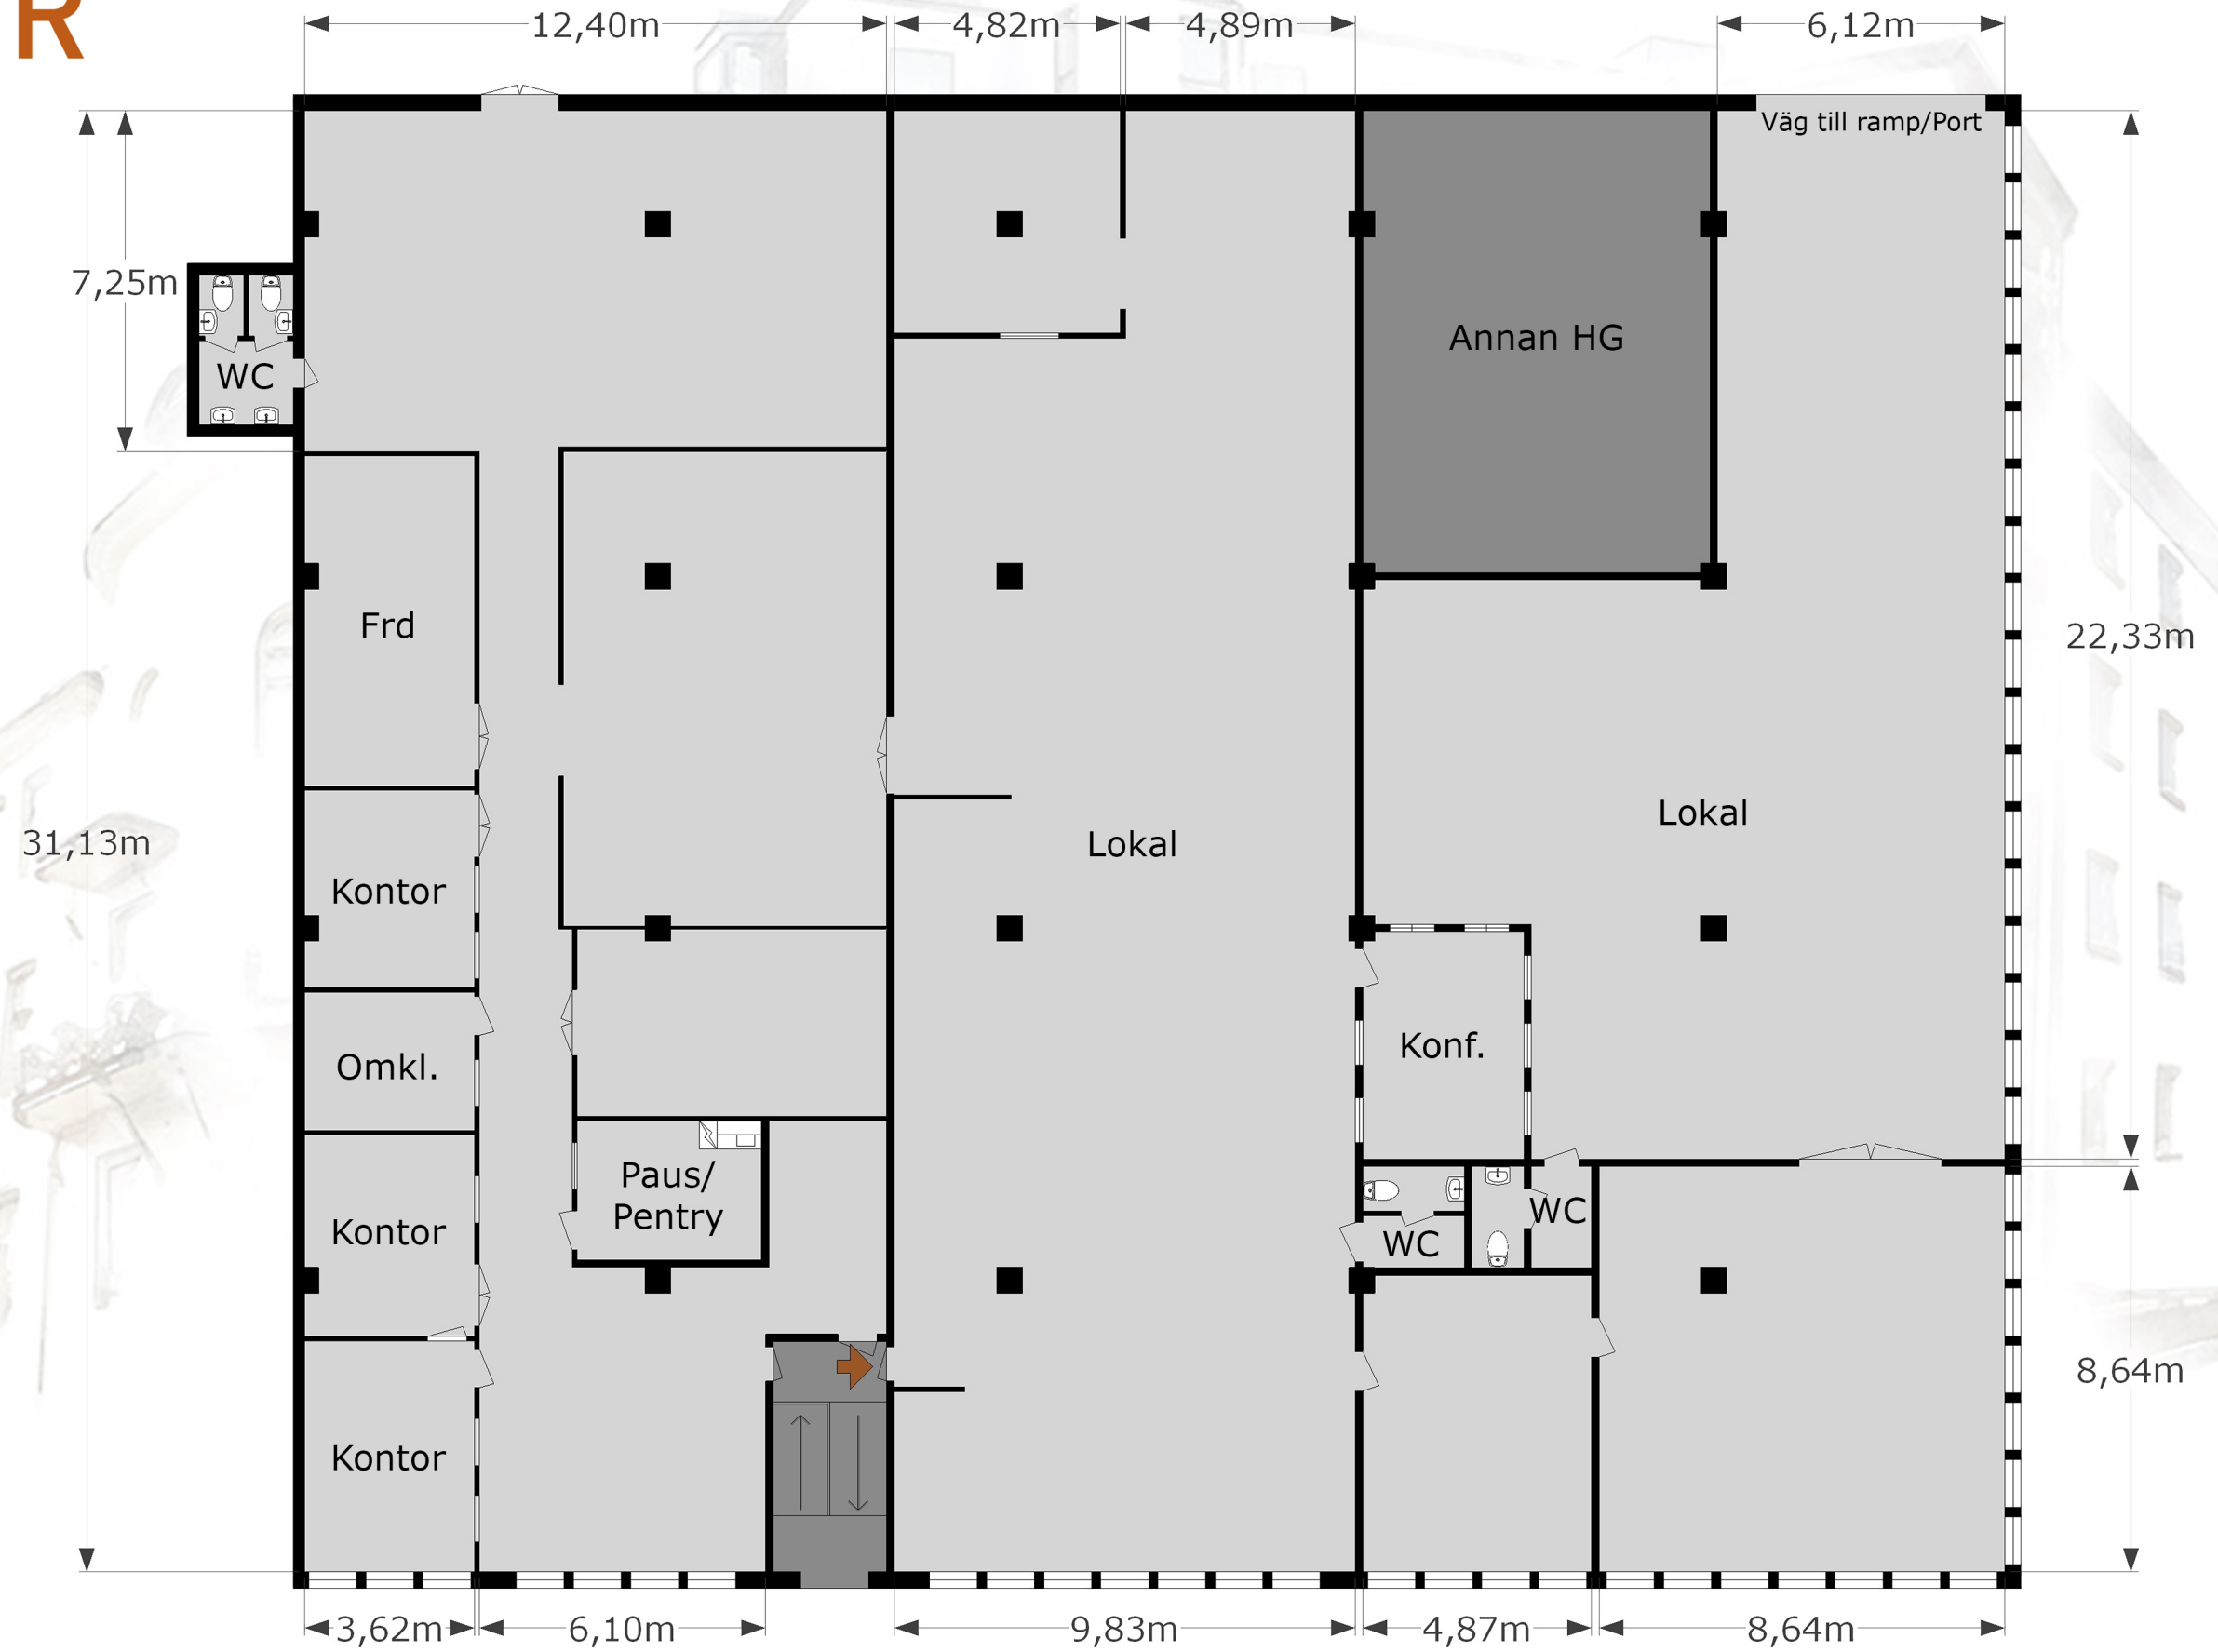 R
12,40m
4,82m
4,89m
6,12m
Väg till ramp/Port
7,25m
WC
Annan HG
Frd
22,33m
31,13m
Lokal
Lokal
Kontor
Konf.
Omkl.
Paus/
Pentry
WC
WC
Kontor
8,64m
Kontor
3,62m
6,10m
9,83m
4,87m
8,64m